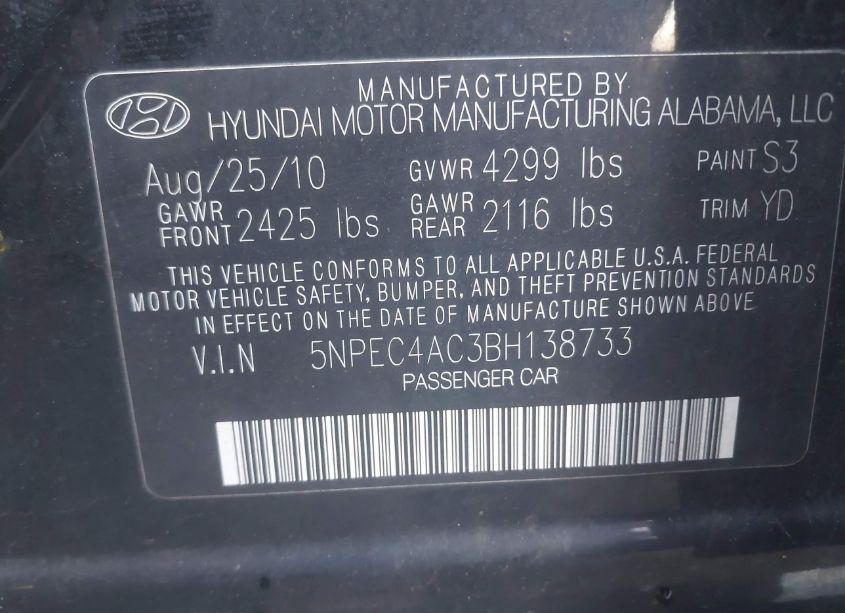 MANUFACTURED BY
HYUNDAI MOTOR MANUFACTURING ALABAMA, LLC
Aug/25/10 GVWR 4299 lbs PAINT S3
GAWR FRONT 2425 lbs GAWR REAR 2116 lbs TRIM YD
THIS VEHICLE CONFORMS TO ALL APPLICABLE U.S.A. FEDERAL
MOTOR VEHICLE SAFETY, BUMPER, AND THEFT PREVENTION STANDARDS
IN EFFECT ON THE DATE OF MANUFACTURE SHOWN ABOVE.
V.I.N 5NPEC4AC3BH138733
PASSENGER CAR